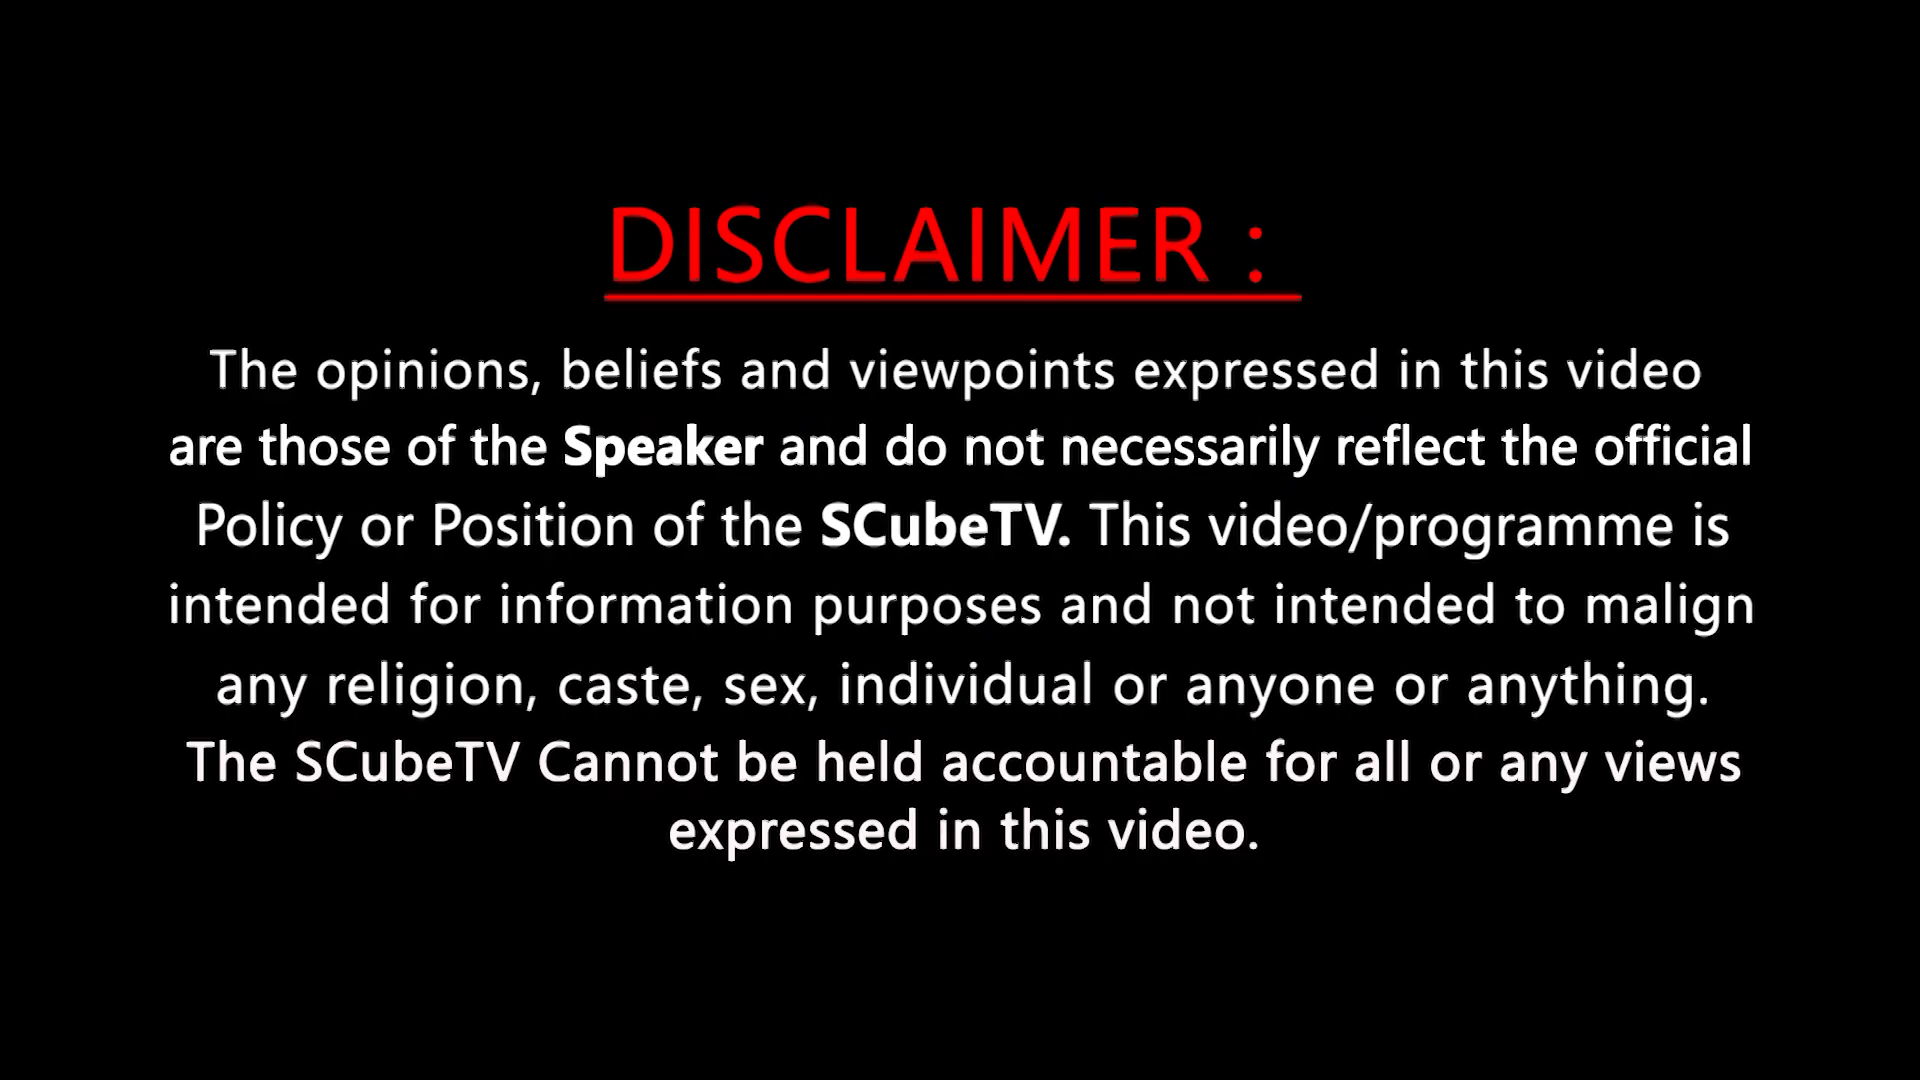 DISCLAIMER :
The opinions, beliefs and viewpoints expressed in this video
are those of the Speaker and do not necessarily reflect the official
Policy or Position of the SCubeTV. This video/programme is
intended for information purposes and not intended to malign
any religion, caste, sex, individual or anyone or anything.
The SCubeTV Cannot be held accountable for all or any views
expressed in this video.